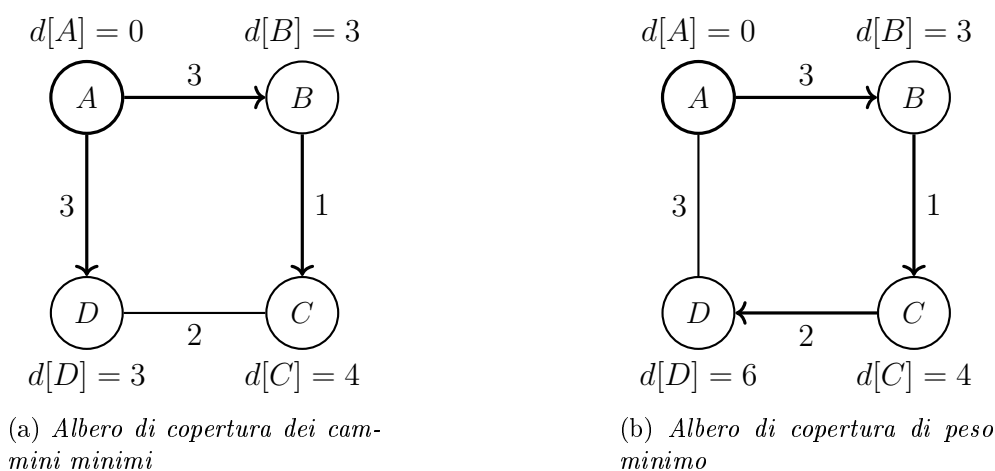 d[A] = 0 d[B] = 3
3
A B
3 1
D C
2
d[D] = 3 d[C] = 4
(a) Albero di copertura dei cam-
mini minimi
d[A] = 0 d[B] = 3
3
A B
3 1
D C
2
d[D] = 6 d[C] = 4
(b) Albero di copertura di peso
minimo